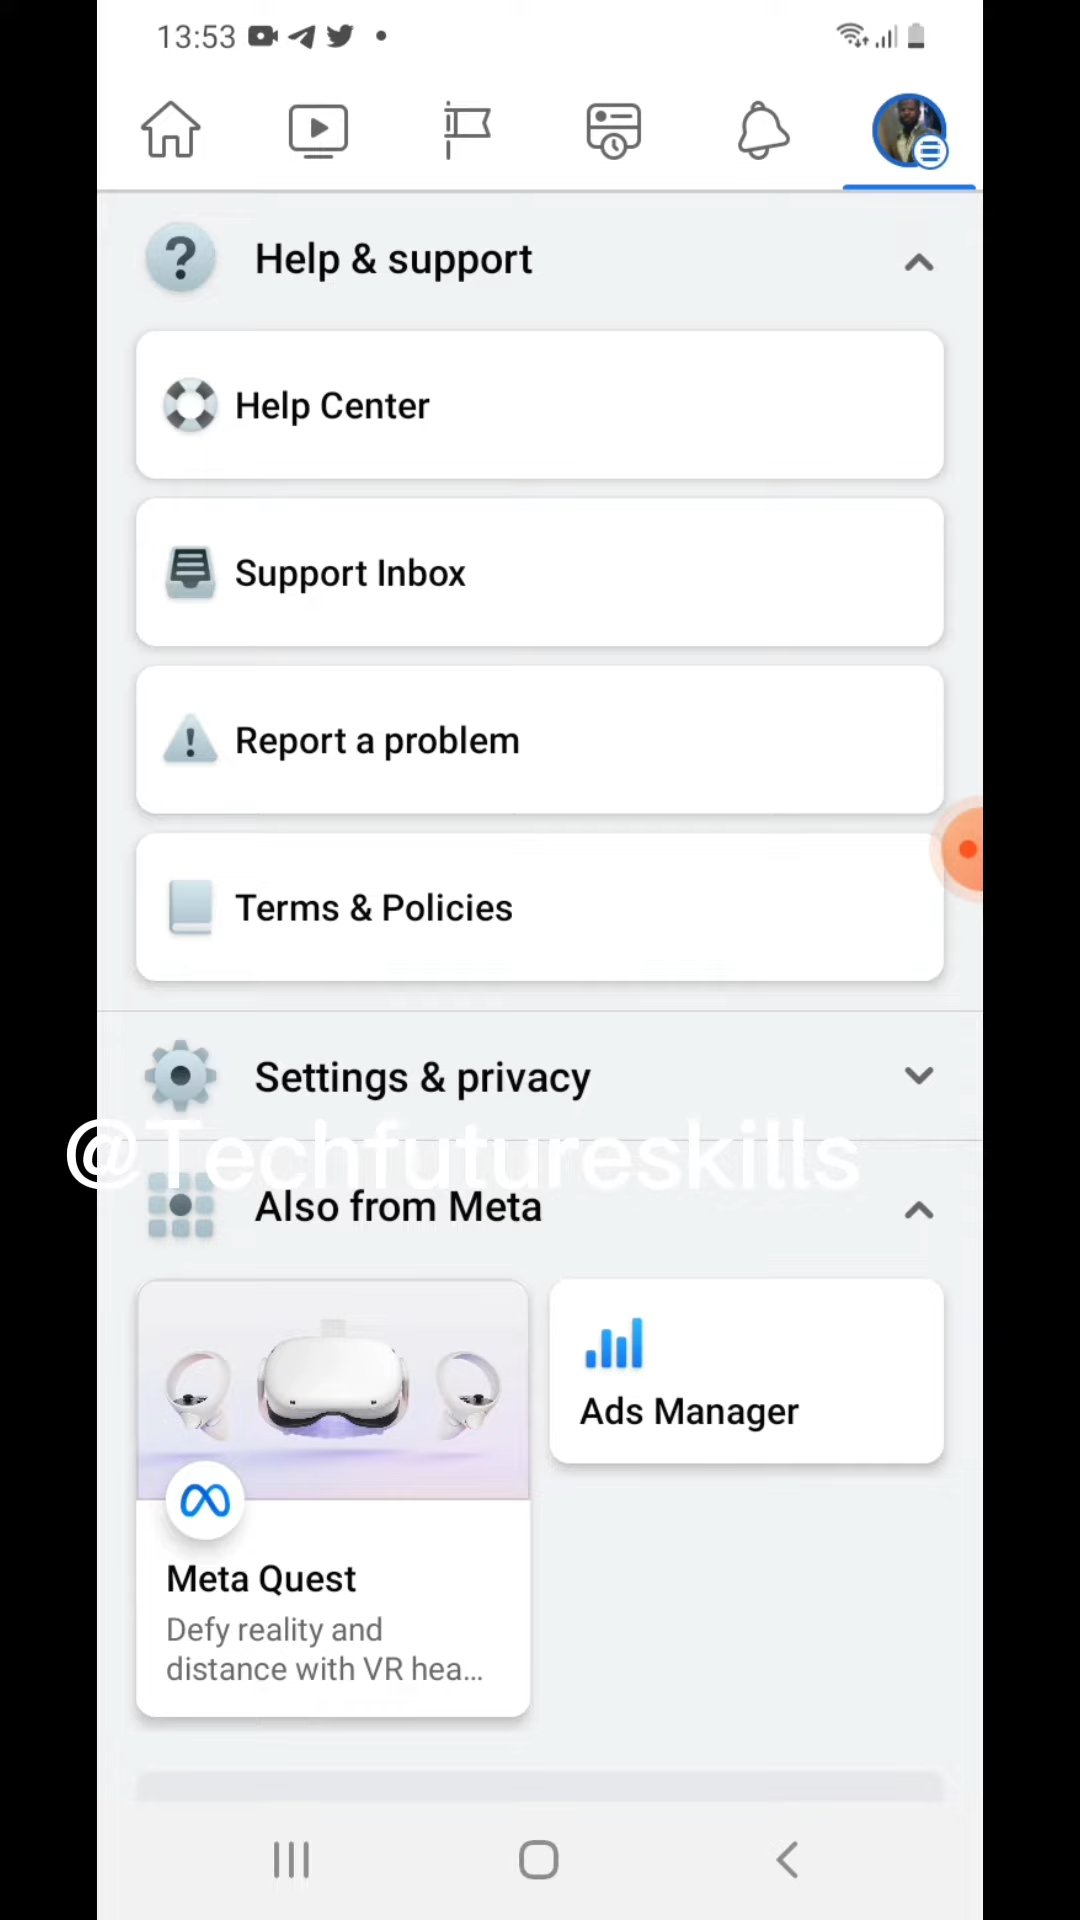 13:53
Help & support
Help Center
Support Inbox
Report a problem
Terms & Policies
Settings & privacy
@Techfutureskills
Also from Meta
Ads Manager
Meta Quest
Defy reality and
distance with VR hea...